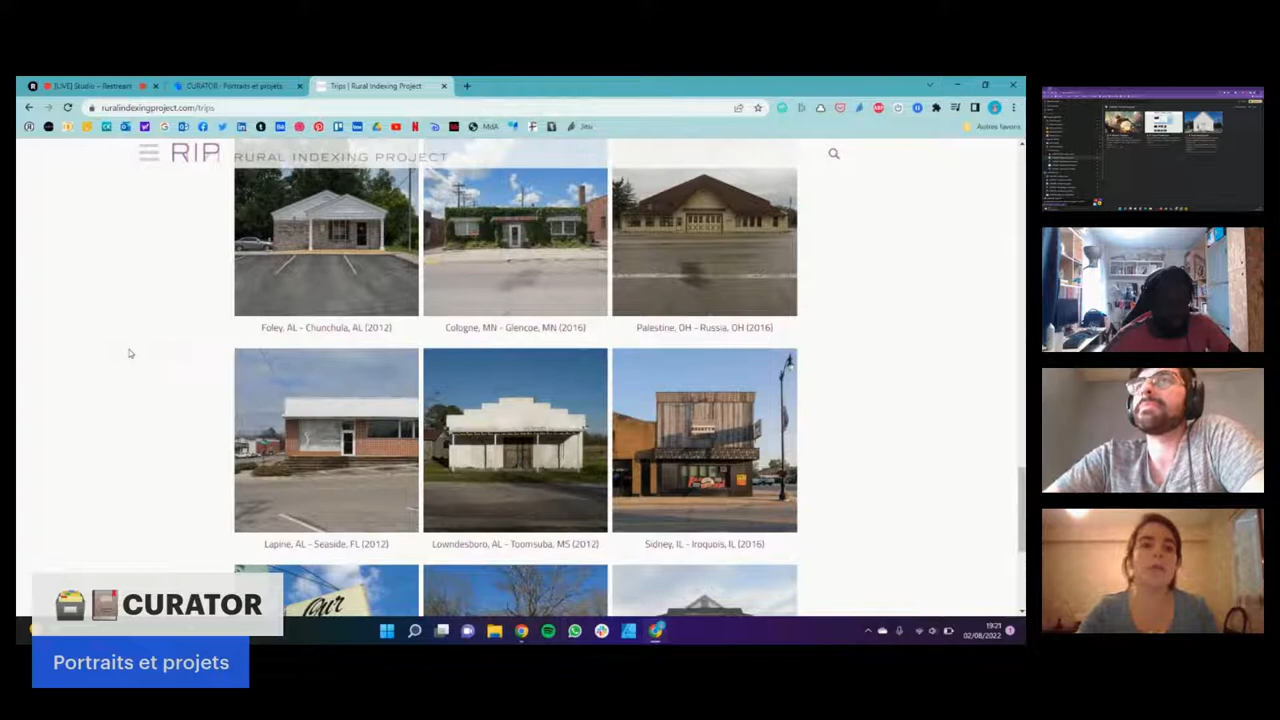 [LIVE] Studio - Restream
CURATOR - Portraits et projets
Trips | Rural Indexing Project
ruralindexingproject.com/trips
MdA
Jitsi
Autres favoris
RIP RURAL INDEXING PROJECT
Foley, AL - Chunchula, AL (2012)
Cologne, MN - Glencoe, MN (2016)
Palestine, OH - Russia, OH (2016)
Lapine, AL - Seaside, FL (2012)
Lowndesboro, AL - Toomsuba, MS (2012)
Sidney, IL - Iroquois, IL (2016)
Our
CURATOR
Portraits et projets
19:21
02/08/2022